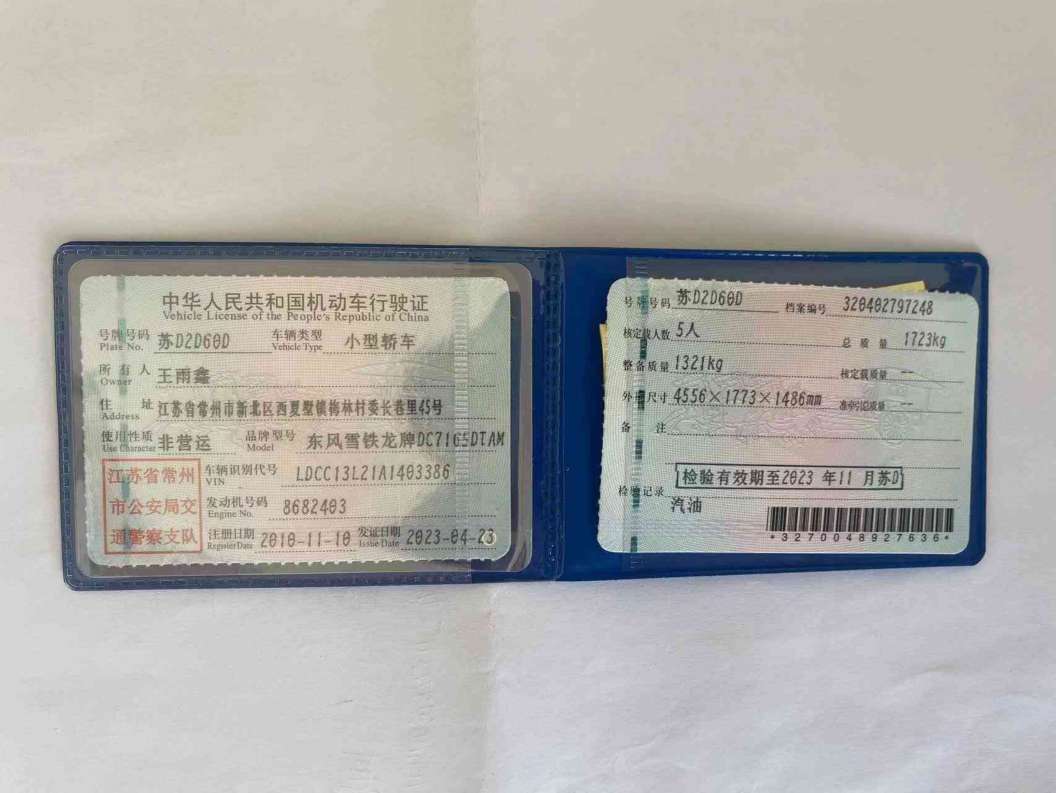 中华人民共和国机动车行驶证
Vehicle License of the People's Republic of China
号牌号码 苏D2D60D 车辆类型 小型轿车
Plate No. Vehicle Type
所有人 王雨鑫
Owner
住址 江苏省常州市新北区西夏墅镇梅林村委长巷里45号
Address
使用性质 非营运 品牌型号 东风雪铁龙牌DC7165DTAM
Use Character Model
江苏省常州
市公安局交
通警察支队
车辆识别代号 LDCC13L21A1403386
VIN
发动机号码 8682403
Engine No.
注册日期 2010-11-10 发证日期 2023-04-23
Register Date Issue Date
号牌号码 苏D2D60D 档案编号 320402797248
核定载人数 5人 总质量 1723kg
整备质量 1321kg 核定载质量 --
外廓尺寸 4556×1773×1486mm 准牵引总质量 --
备注
检验有效期至2023 年11 月苏D
检验记录
汽油
*3270048927636*